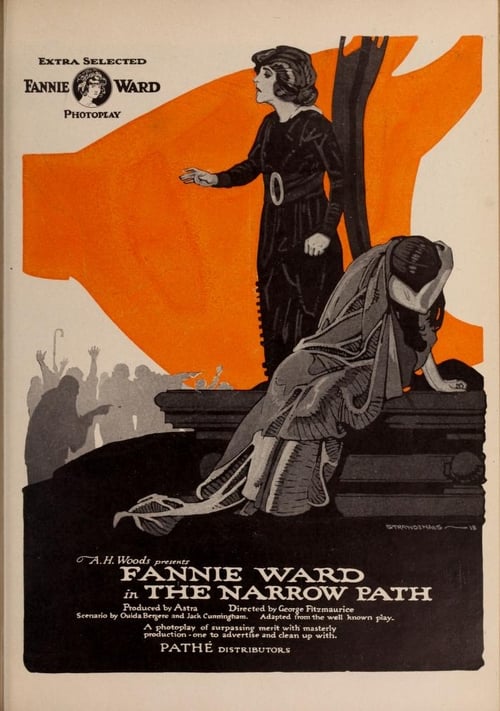 EXTRA SELECTED
FANNIE WARD
PHOTOPLAY
STRANDENAES 18
A.H. Woods presents
FANNIE WARD
in THE NARROW PATH
Produced by Astra Directed by George Fitzmaurice
Scenario by Ouida Bergere and Jack Cunningham. Adapted from the well known play.
A photoplay of surpassing merit with masterly
production - one to advertise and clean up with.
PATHÉ DISTRIBUTORS